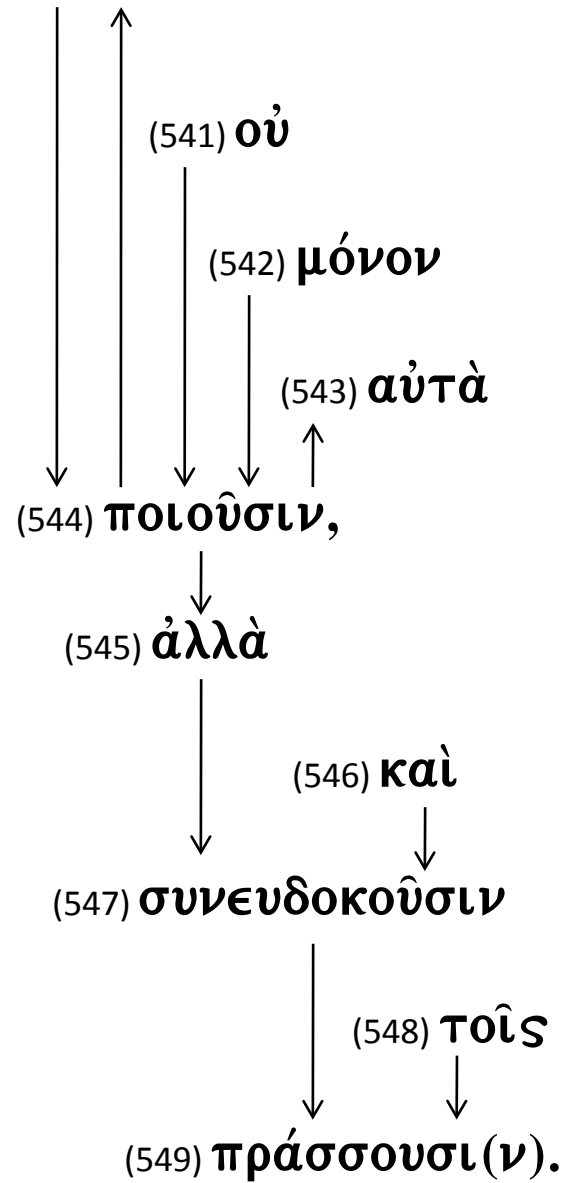 (541) οὐ
(542) μόνον
(543) αὐτὰ
(544) ποιοῦσιν,
(545) ἀλλὰ
(546) καὶ
(547) συνευδοκοῦσιν
(548) τοῖς
(549) πράσσουσι(ν).